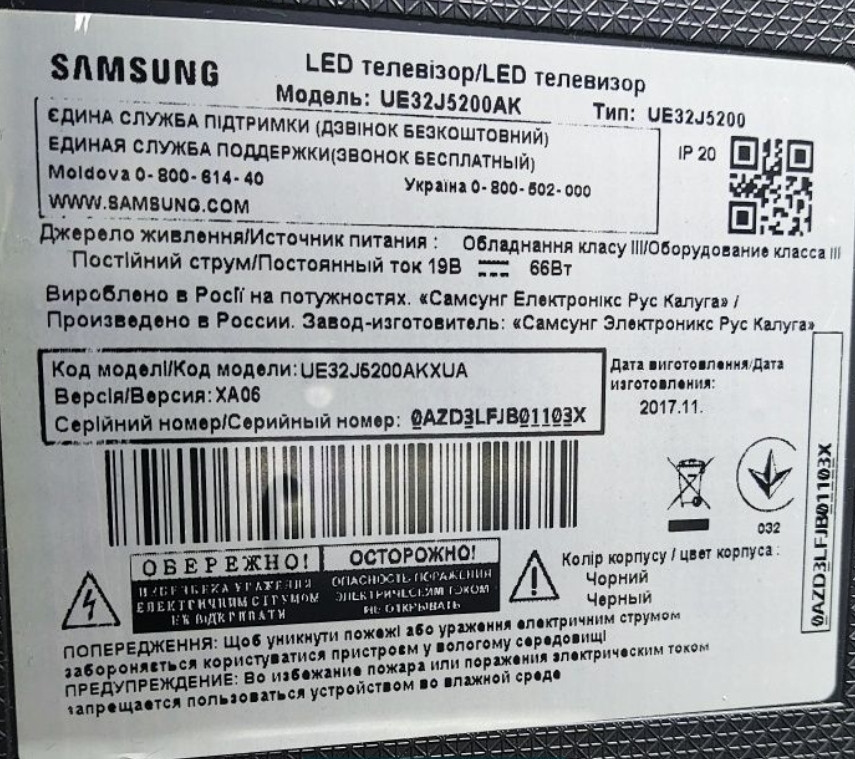 SAMSUNG
LED телевізор/LED телевизор
Модель: UE32J5200AK
Тип: UE32J5200
ЄДИНА СЛУЖБА ПІДТРИМКИ (ДЗВІНОК БЕЗКОШТОВНИЙ)
ЕДИНАЯ СЛУЖБА ПОДДЕРЖКИ(ЗВОНОК БЕСПЛАТНЫЙ)
Moldova 0-800-614-40
Україна 0-800-502-000
WWW.SAMSUNG.COM
IP 20
Джерело живлення/Источник питания :
Обладнання класу III/Оборудование класса III
Постійний струм/Постоянный ток 19В 66Вт
Вироблено в Росії на потужностях. «Самсунг Електронікс Рус Калуга» /
Произведено в России. Завод-изготовитель: «Самсунг Электроникс Рус Калуга»
Код моделі/Код модели: UE32J5200AKXUA
Версія/Версия: XA06
Серійний номер/Серийный номер: 0AZD3LFJB01103X
Дата виготовлення/Дата
изготовления:
2017.11.
032
0AZD3LFJB01103X
ОБЕРЕЖНО!
НЕБЕЗПЕКА УРАЖЕННЯ
ЕЛЕКТРИЧНИМ СТРУМОМ
НЕ ВІДКРИВАТИ
ОСТОРОЖНО!
ОПАСНОСТЬ ПОРАЖЕНИЯ
ЭЛЕКТРИЧЕСКИМ ТОКОМ
НЕ ОТКРЫВАТЬ
Колір корпусу / цвет корпуса :
Чорний
Черный
ПОПЕРЕДЖЕННЯ: Щоб уникнути пожежі або ураження електричним струмом
забороняється користуватися пристроєм у вологому середовищі
ПРЕДУПРЕЖДЕНИЕ: Во избежание пожара или поражения электрическим током
запрещается пользоваться устройством во влажной среде